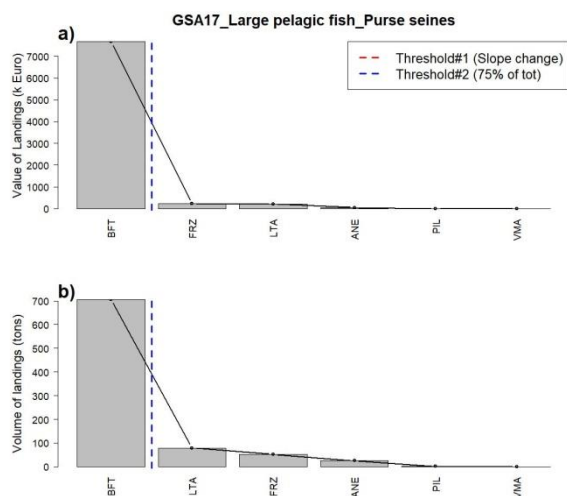 GSA17_Large pelagic fish_Purse seines
a)
Threshold#1 (Slope change)
Threshold#2 (75% of tot)
Value of Landings (k Euro)
7000
6000
5000
4000
3000
2000
1000
0
BFT
FRZ
LTA
ANE
PIL
VMA
b)
Volume of landings (tons)
700
600
500
400
300
200
100
0
BFT
LTA
FRZ
ANE
PIL
VMA